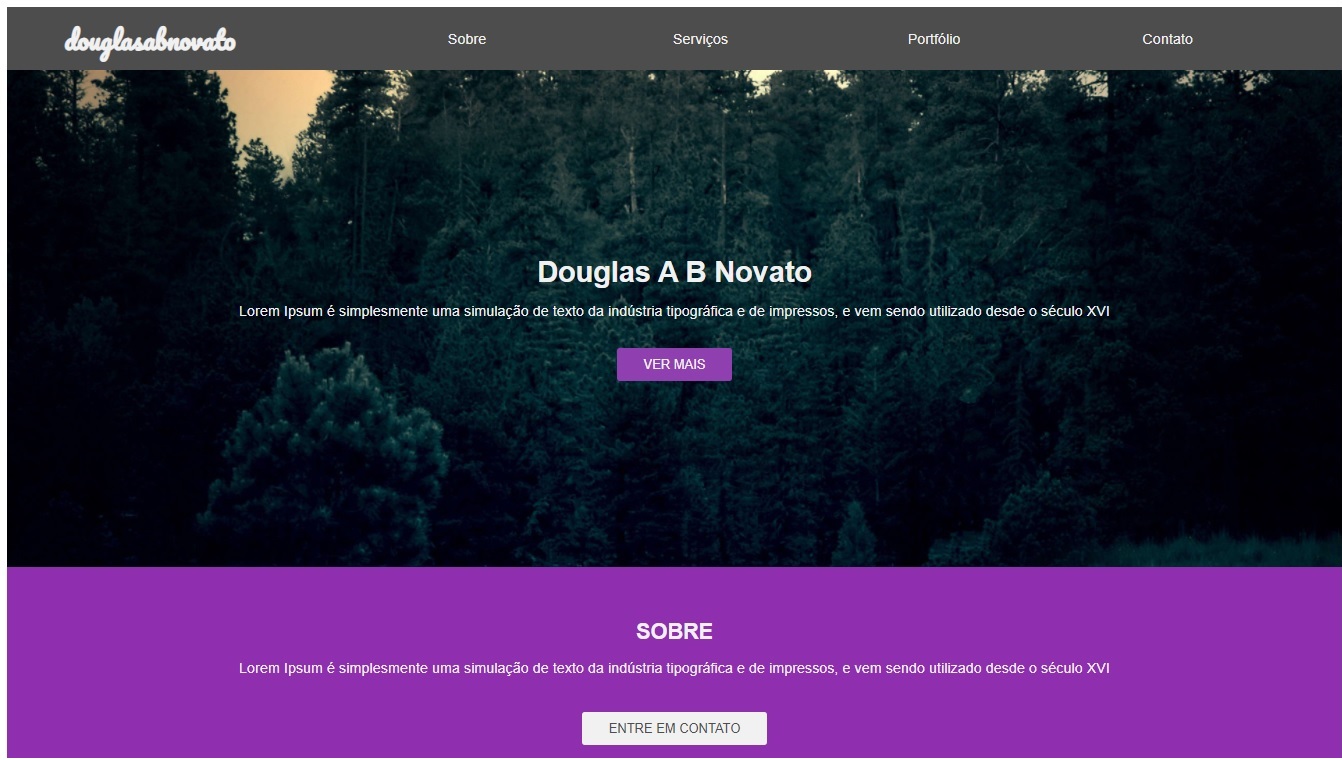 douglasabnovato
Sobre
Serviços
Portfólio
Contato
Douglas A B Novato
Lorem Ipsum é simplesmente uma simulação de texto da indústria tipográfica e de impressos, e vem sendo utilizado desde o século XVI
VER MAIS
SOBRE
Lorem Ipsum é simplesmente uma simulação de texto da indústria tipográfica e de impressos, e vem sendo utilizado desde o século XVI
ENTRE EM CONTATO